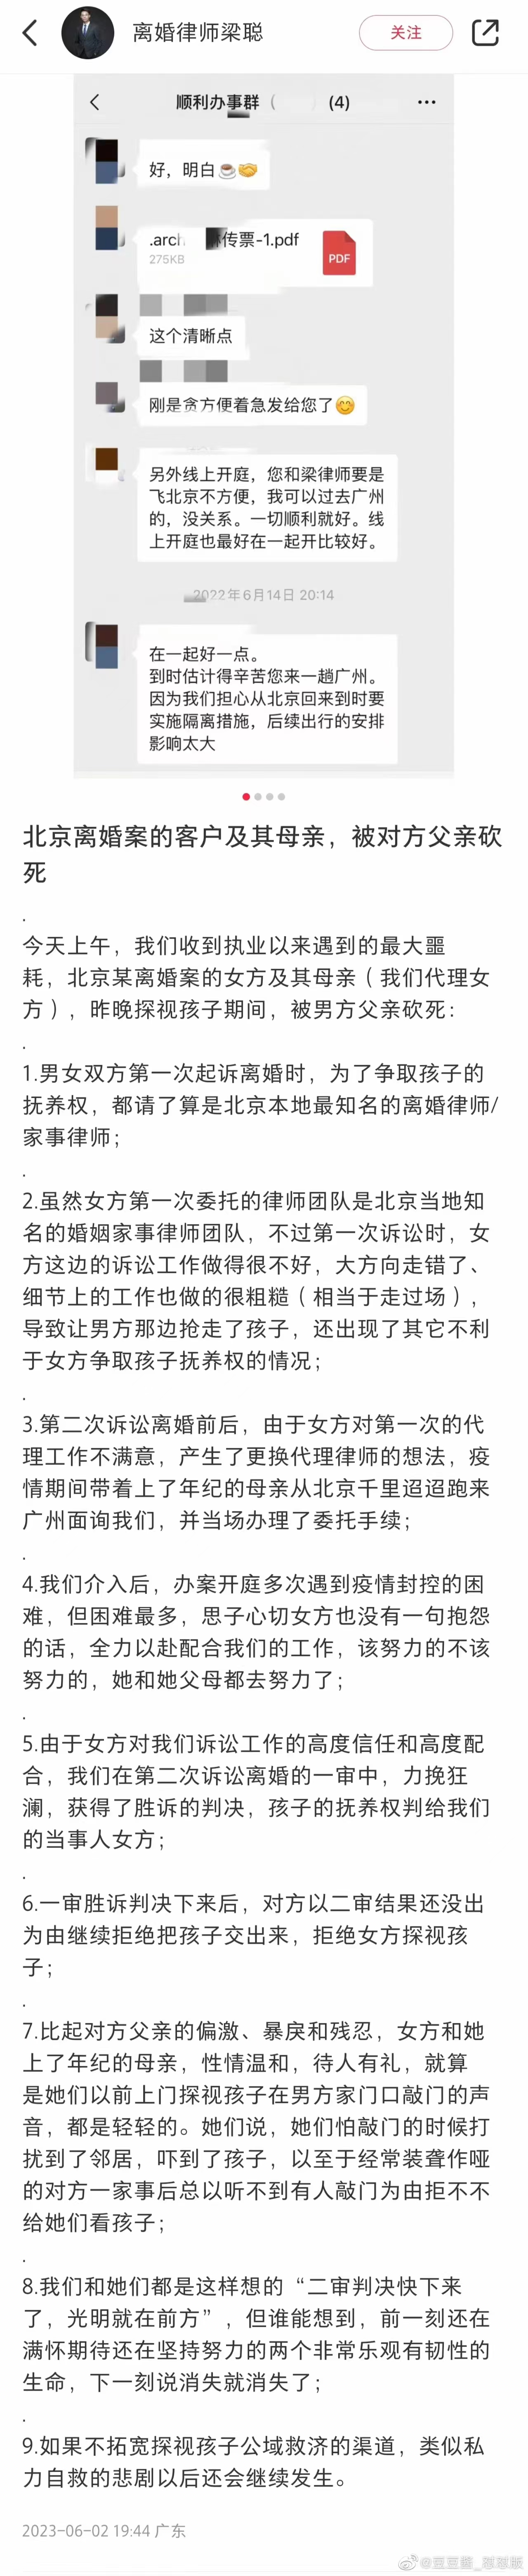 离婚律师梁聪
关注
顺利办事群（ (4)
好，明白
.arch 传票-1.pdf
275KB
PDF
这个清晰点
刚是贪方便着急发给您了
另外线上开庭，您和梁律师要是
飞北京不方便，我可以过去广州
的，没关系。一切顺利就好。线
上开庭也最好在一起开比较好。
2022年6月14日 20:14
在一起好一点。
到时估计得辛苦您来一趟广州。
因为我们担心从北京回来到时要
实施隔离措施，后续出行的安排
影响太大
北京离婚案的客户及其母亲，被对方父亲砍
死
.
今天上午，我们收到执业以来遇到的最大噩
耗，北京某离婚案的女方及其母亲（我们代理女
方），昨晚探视孩子期间，被男方父亲砍死：
.
1.男女双方第一次起诉离婚时，为了争取孩子的
抚养权，都请了算是北京本地最知名的离婚律师/
家事律师；
.
2.虽然女方第一次委托的律师团队是北京当地知
名的婚姻家事律师团队，不过第一次诉讼时，女
方这边的诉讼工作做得很不好，大方向走错了、
细节上的工作也做的很粗糙（相当于走过场），
导致让男方那边抢走了孩子，还出现了其它不利
于女方争取孩子抚养权的情况；
.
3.第二次诉讼离婚前后，由于女方对第一次的代
理工作不满意，产生了更换代理律师的想法，疫
情期间带着上了年纪的母亲从北京千里迢迢跑来
广州面询我们，并当场办理了委托手续；
.
4.我们介入后，办案开庭多次遇到疫情封控的困
难，但困难最多，思子心切女方也没有一句抱怨
的话，全力以赴配合我们的工作，该努力的不该
努力的，她和她父母都去努力了；
.
5.由于女方对我们诉讼工作的高度信任和高度配
合，我们在第二次诉讼离婚的一审中，力挽狂
澜，获得了胜诉的判决，孩子的抚养权判给我们
的当事人女方；
.
6.一审胜诉判决下来后，对方以二审结果还没出
为由继续拒绝把孩子交出来，拒绝女方探视孩
子；
.
7.比起对方父亲的偏激、暴戾和残忍，女方和她
上了年纪的母亲，性情温和，待人有礼，就算
是她们以前上门探视孩子在男方家门口敲门的声
音，都是轻轻的。她们说，她们怕敲门的时候打
扰到了邻居，吓到了孩子，以至于经常装聋作哑
的对方一家事后总以听不到有人敲门为由拒不不
给她们看孩子；
.
8.我们和她们都是这样想的“二审判决快下来
了，光明就在前方”，但谁能想到，前一刻还在
满怀期待还在坚持努力的两个非常乐观有韧性的
生命，下一刻说消失就消失了；
.
9.如果不拓宽探视孩子公域救济的渠道，类似私
力自救的悲剧以后还会继续发生。
2023-06-02 19:44 广东